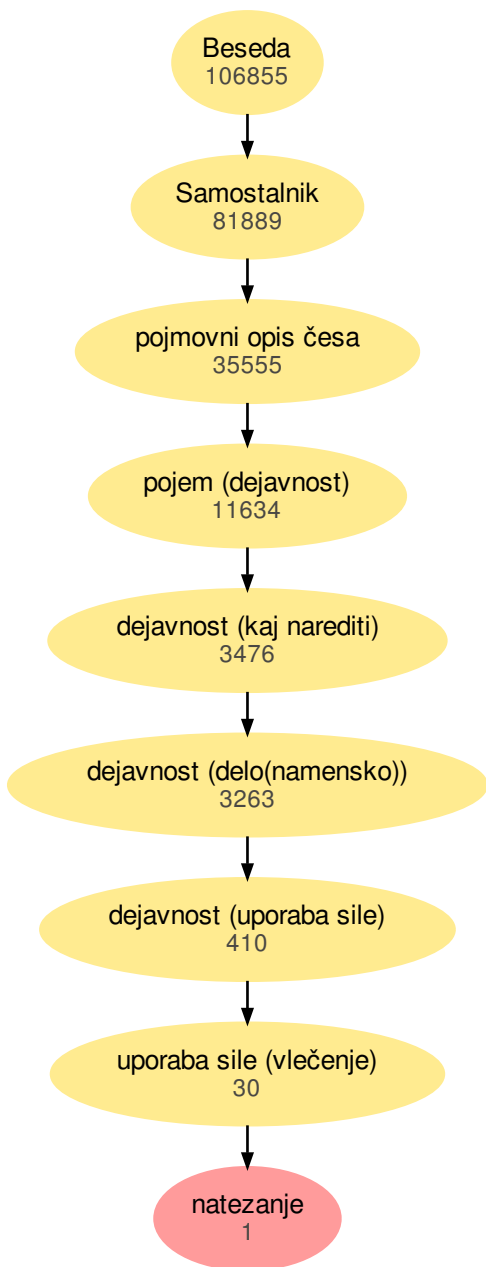 Beseda
106855
Samostalnik
81889
pojmovni opis česa
35555
pojem (dejavnost)
11634
dejavnost (kaj narediti)
3476
dejavnost (delo(namensko))
3263
dejavnost (uporaba sile)
410
uporaba sile (vlečenje)
30
natezanje
1